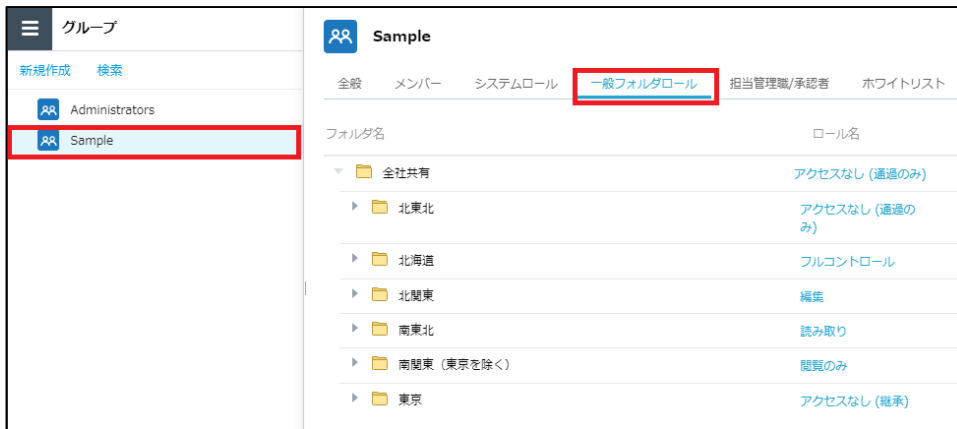 グループ
新規作成 検索
Administrators
Sample
Sample
全般 メンバー システムロール 一般フォルダロール 担当管理職/承認者 ホワイトリスト
フォルダ名 ロール名
全社共有 アクセスなし (通過のみ)
北東北 アクセスなし (通過の
み)
北海道 フルコントロール
北関東 編集
南東北 読み取り
南関東（東京を除く） 閲覧のみ
東京 アクセスなし (継承)